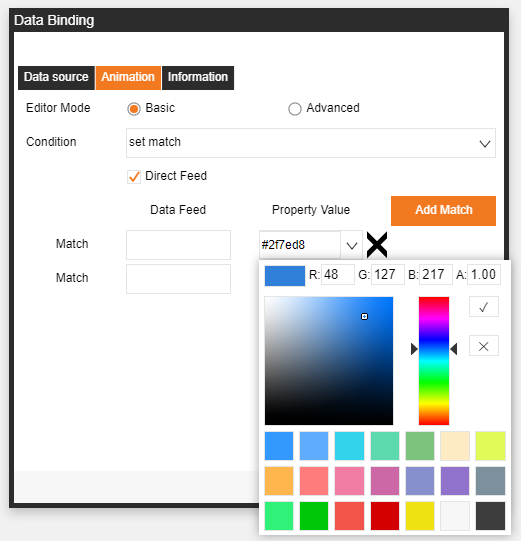 Data Binding
Data source Animation Information
Editor Mode Basic Advanced
Condition set match
Direct Feed
Data Feed Property Value Add Match
Match #2f7ed8
Match
R: 48 G: 127 B: 217 A: 1.00